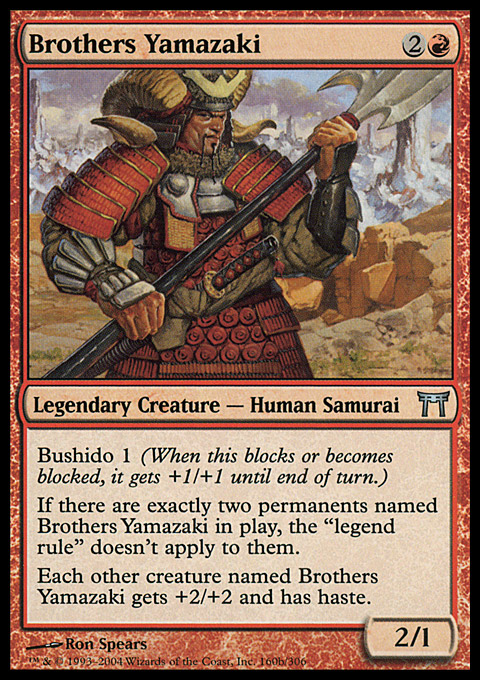 Brothers Yamazaki 2
Legendary Creature — Human Samurai
Bushido 1 (When this blocks or becomes
blocked, it gets +1/+1 until end of turn.)
If there are exactly two permanents named
Brothers Yamazaki in play, the “legend
rule” doesn’t apply to them.
Each other creature named Brothers
Yamazaki gets +2/+2 and has haste.
2/1
Ron Spears
™ & © 1993–2004 Wizards of the Coast, Inc. 160b/306